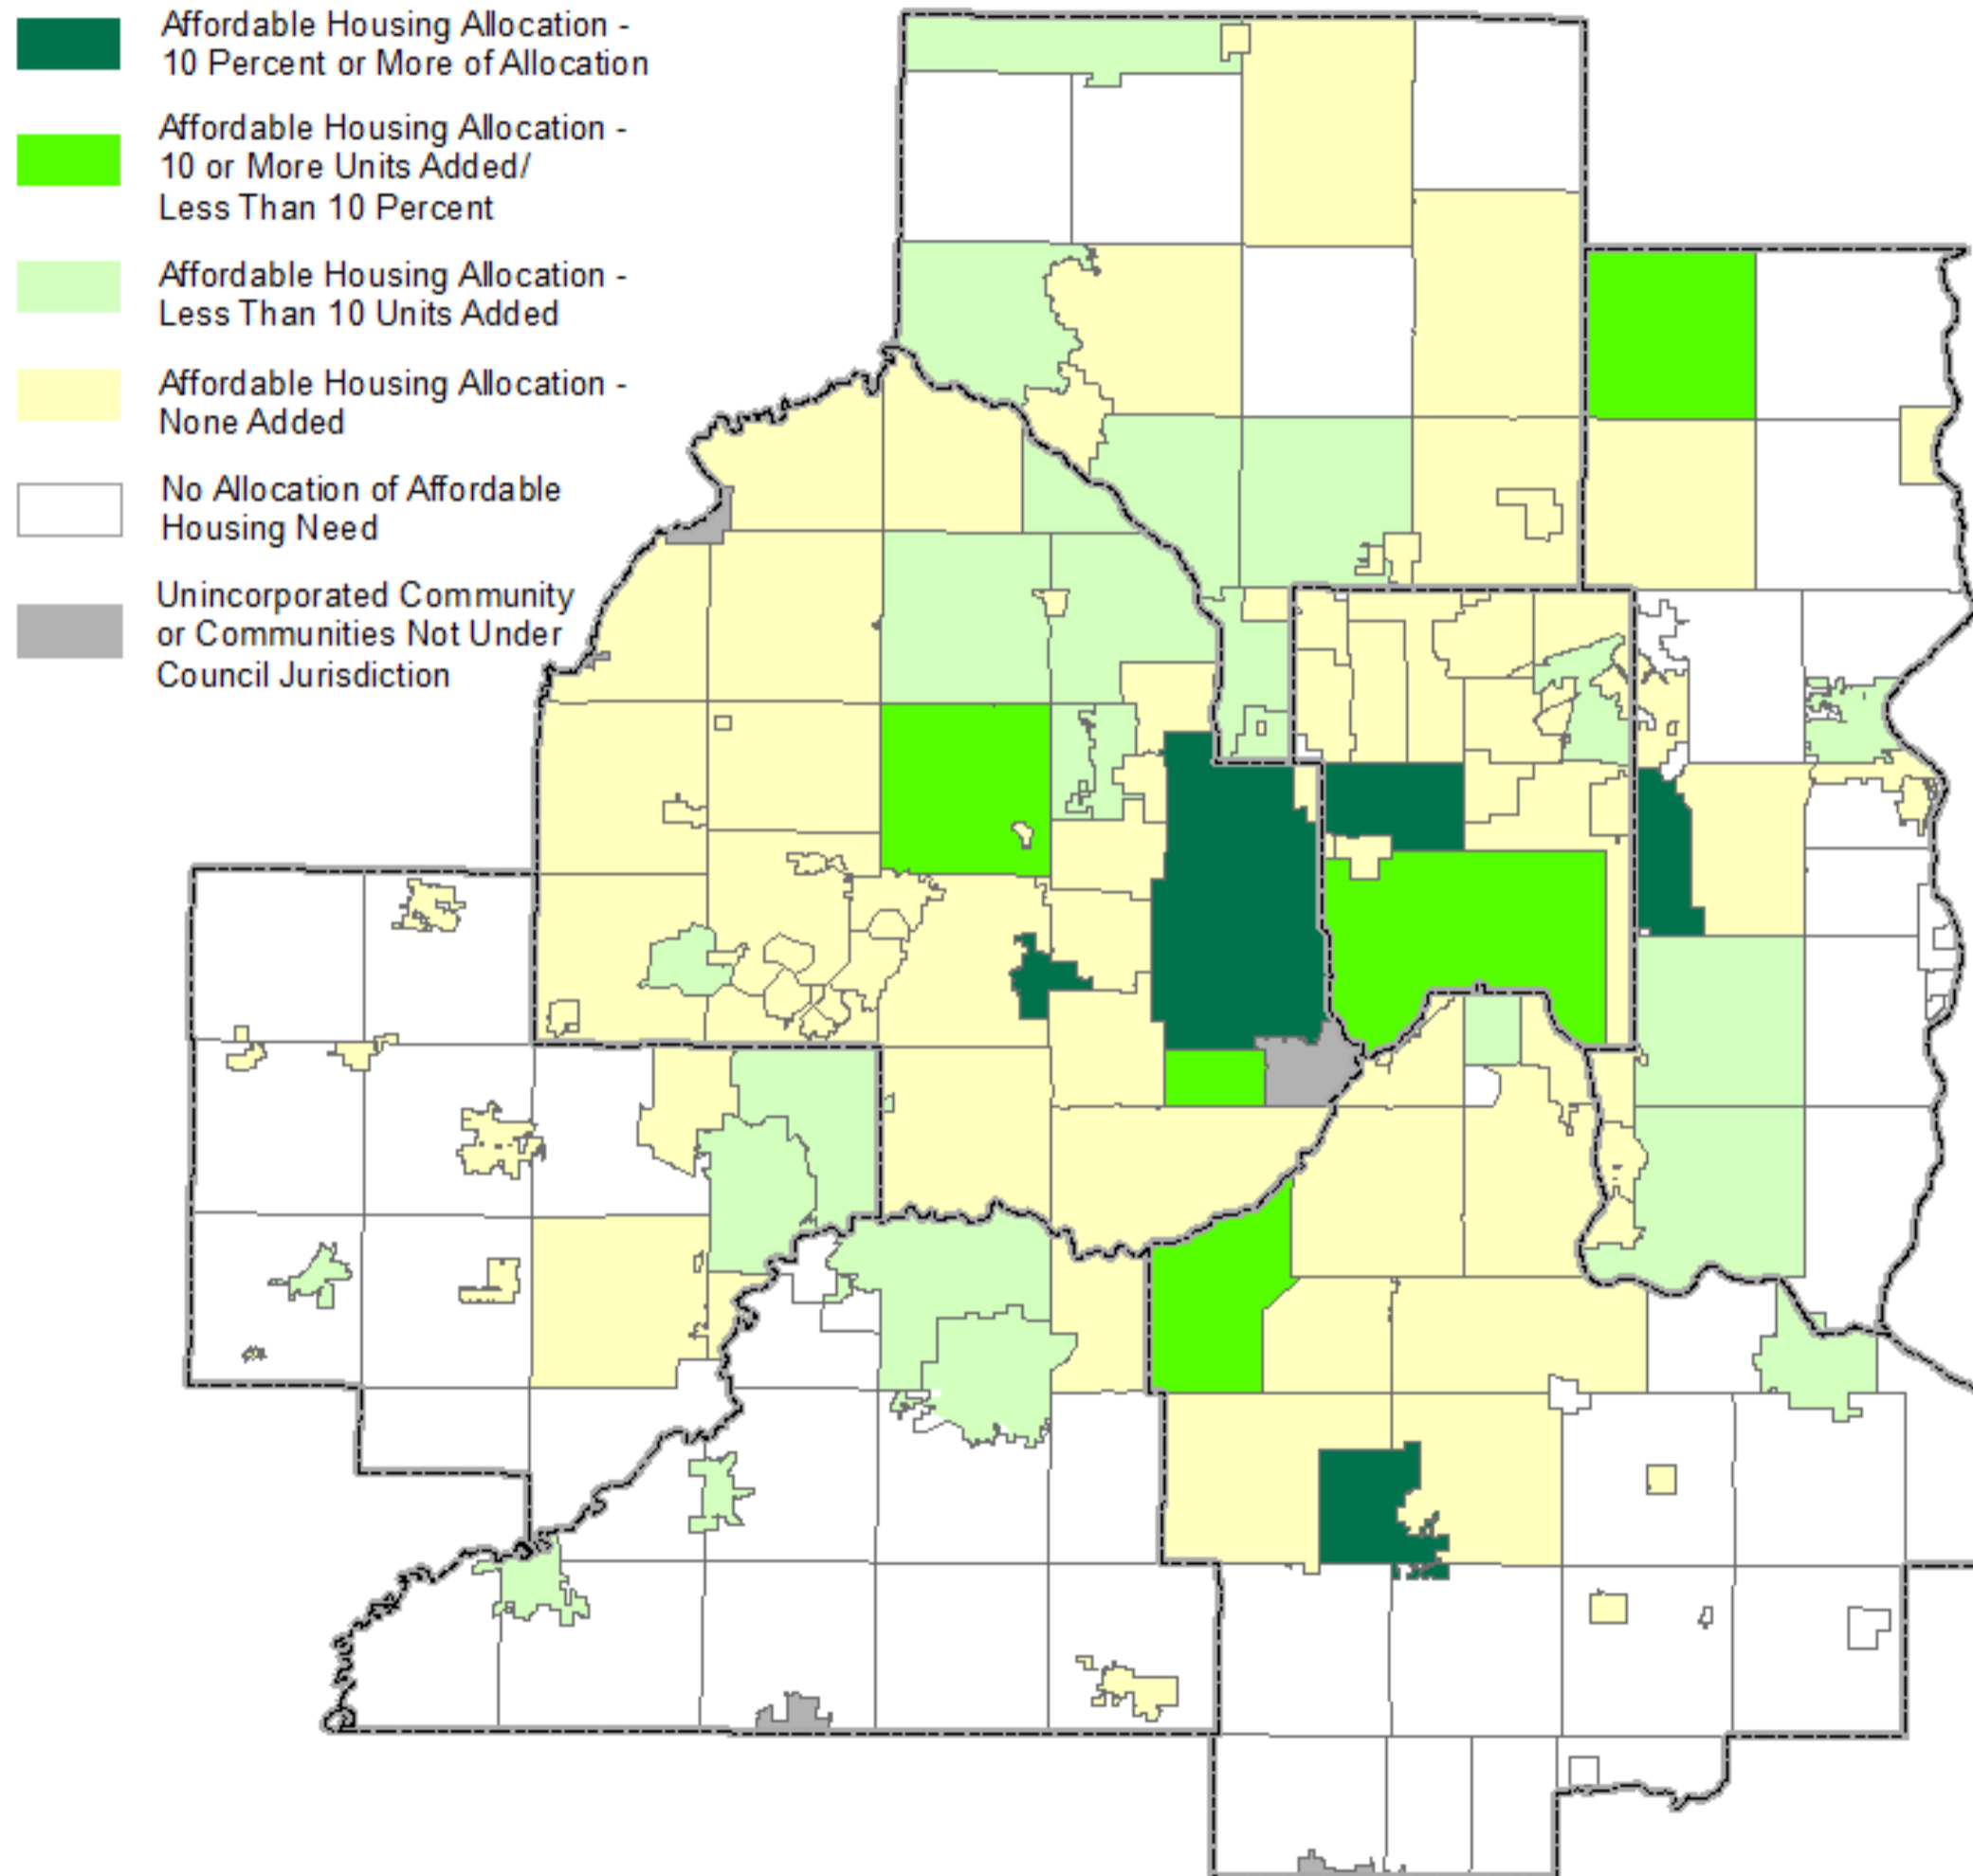 Affordable Housing Allocation -
10 Percent or More of Allocation
Affordable Housing Allocation -
10 or More Units Added/
Less Than 10 Percent
Affordable Housing Allocation -
Less Than 10 Units Added
Affordable Housing Allocation -
None Added
No Allocation of Affordable
Housing Need
Unincorporated Community
or Communities Not Under
Council Jurisdiction